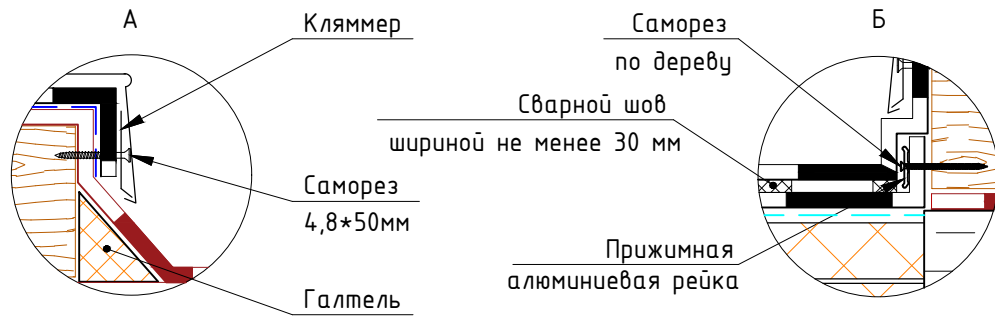 А
Кляммер
Саморез
4,8*50мм
Галтель
Б
Саморез
по дереву
Сварной шов
шириной не менее 30 мм
Прижимная
алюминиевая рейка